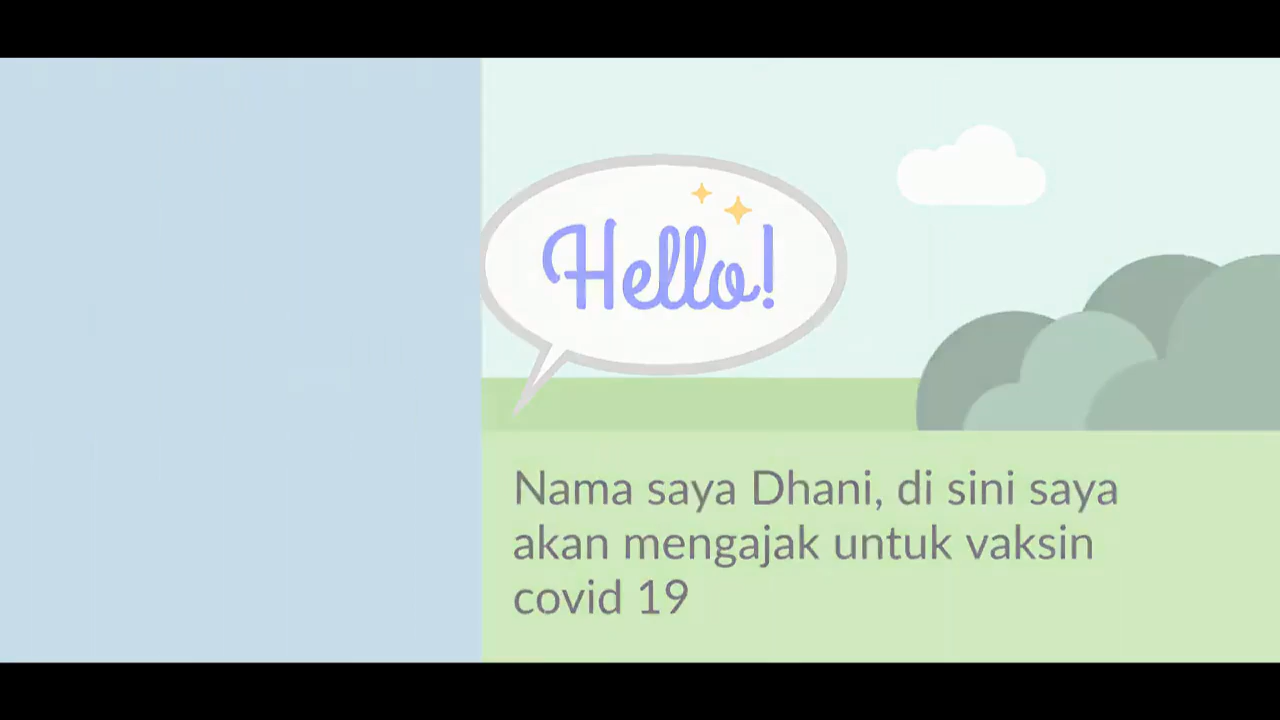 Hello!
Nama saya Dhani, di sini saya
akan mengajak untuk vaksin
covid 19